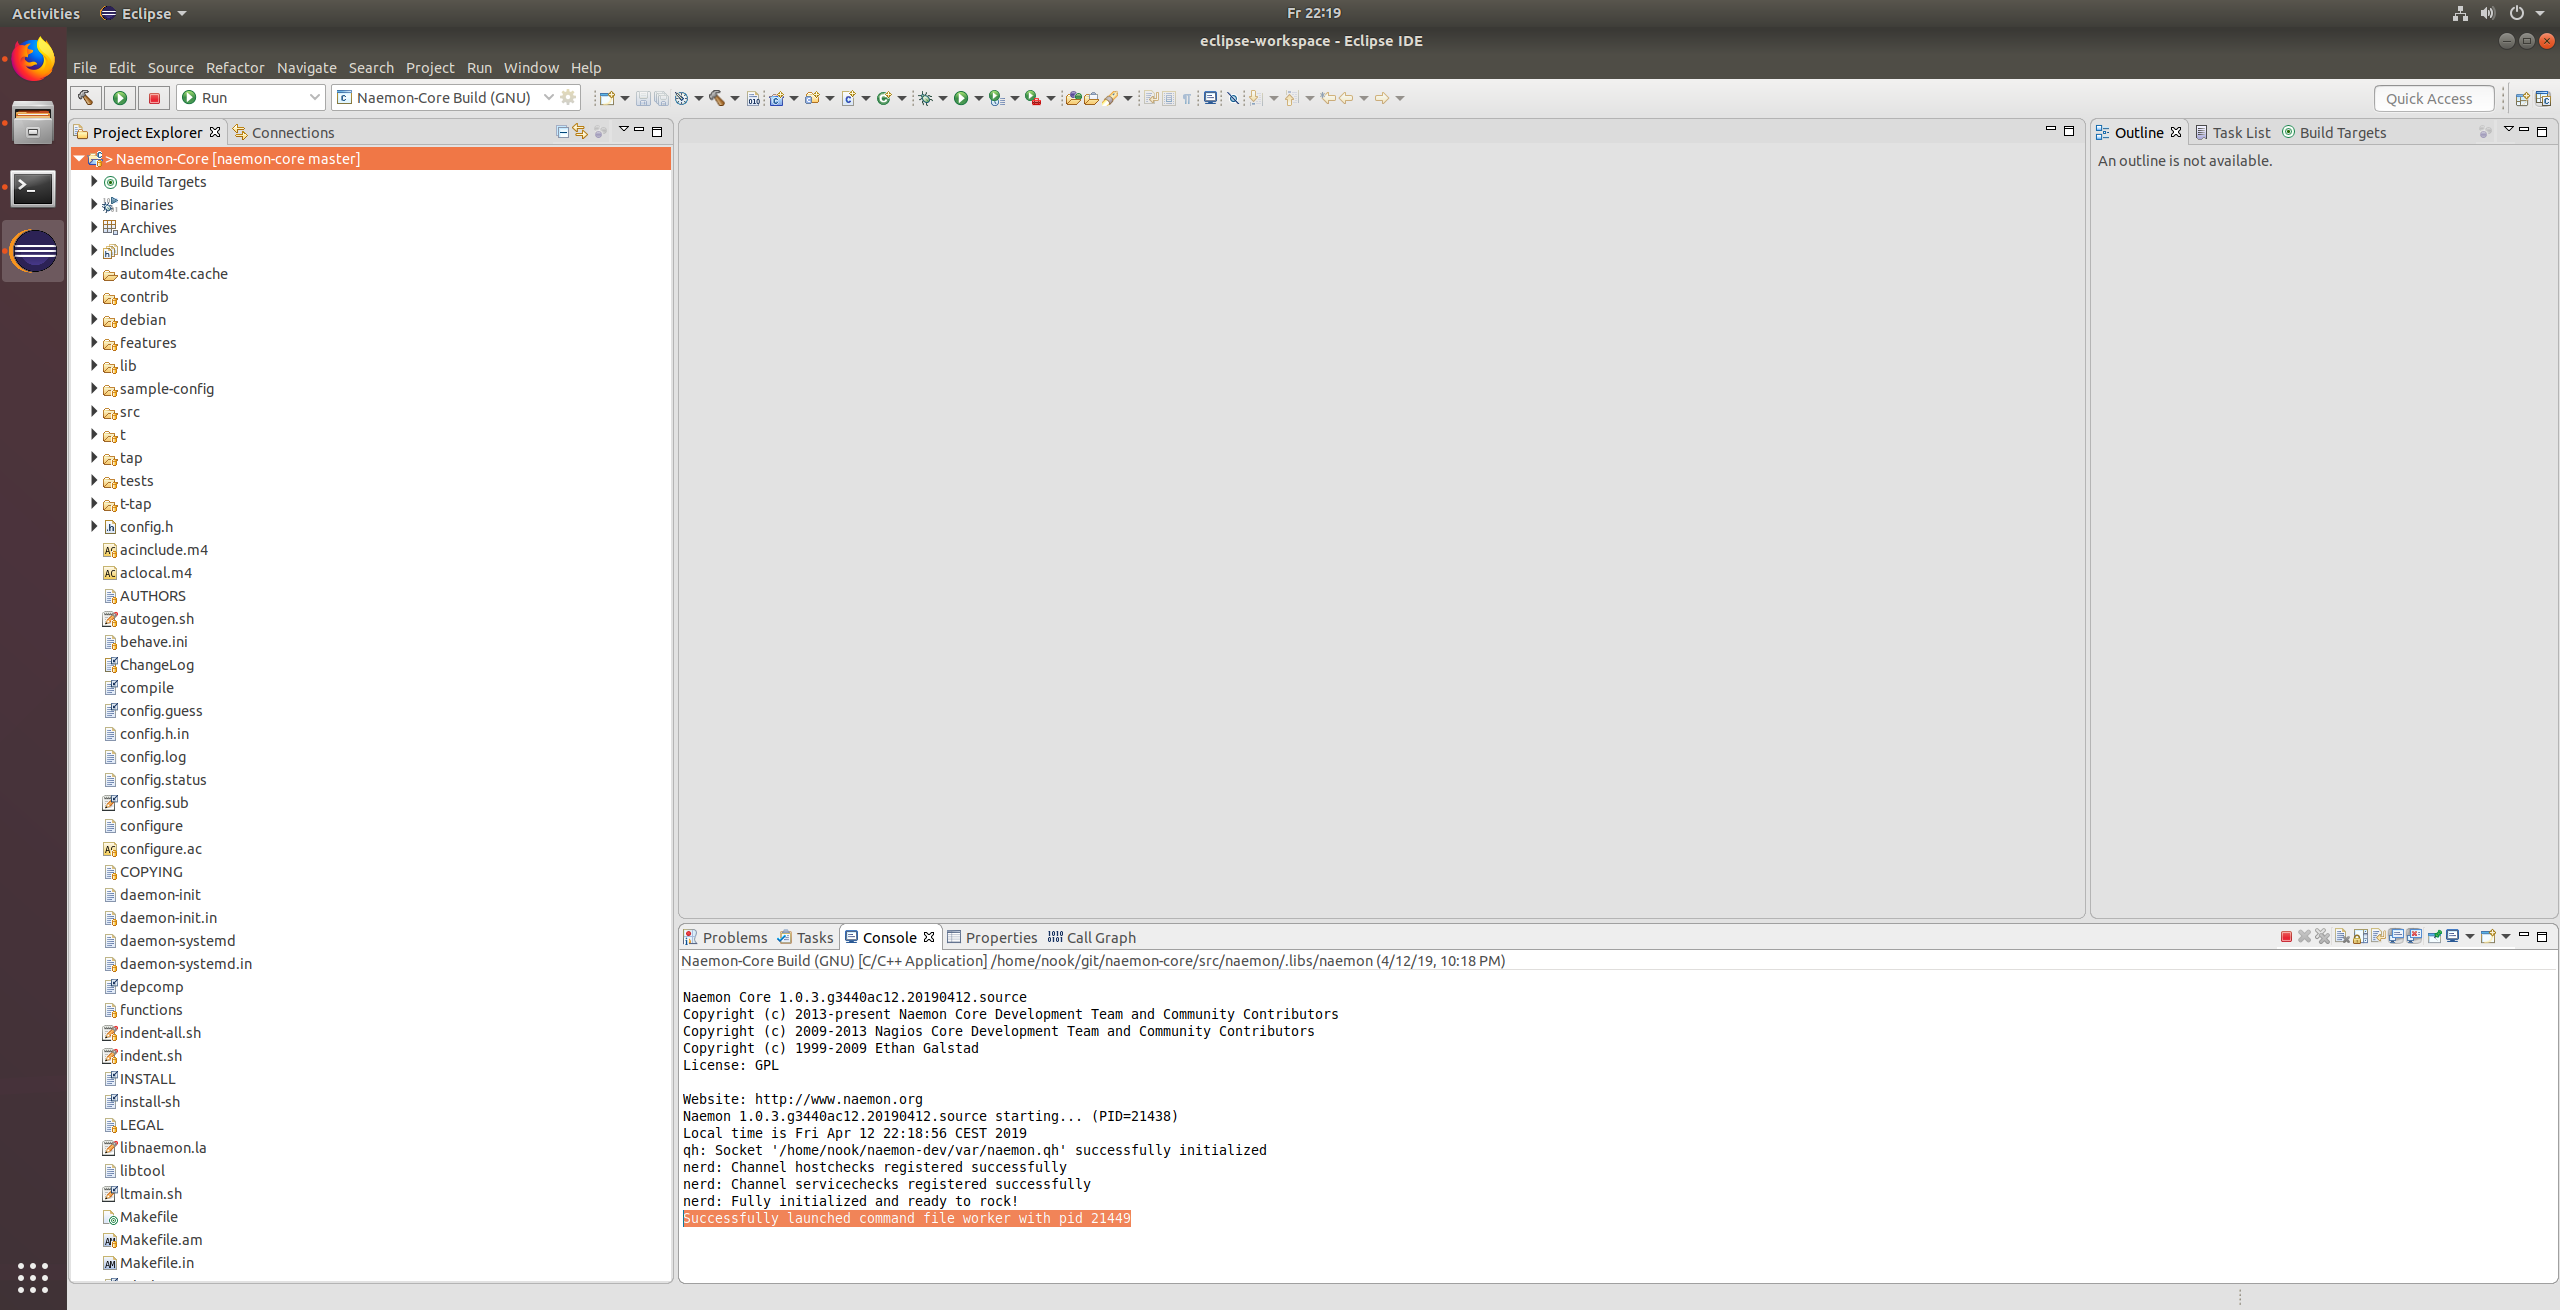 Activities Eclipse Fr 22:19
eclipse-workspace - Eclipse IDE
File Edit Source Refactor Navigate Search Project Run Window Help
Run Naemon-Core Build (GNU) Quick Access
Project Explorer Connections
Outline Task List Build Targets
An outline is not available.
> Naemon-Core [naemon-core master]
Build Targets
Binaries
Archives
Includes
autom4te.cache
contrib
debian
features
lib
sample-config
src
t
tap
tests
t-tap
config.h
acinclude.m4
aclocal.m4
AUTHORS
autogen.sh
behave.ini
ChangeLog
compile
config.guess
config.h.in
config.log
config.status
config.sub
configure
configure.ac
COPYING
daemon-init
daemon-init.in
daemon-systemd
daemon-systemd.in
depcomp
functions
indent-all.sh
indent.sh
INSTALL
install-sh
LEGAL
libnaemon.la
libtool
ltmain.sh
Makefile
Makefile.am
Makefile.in
Problems Tasks Console Properties Call Graph
Naemon-Core Build (GNU) [C/C++ Application] /home/nook/git/naemon-core/src/naemon/.libs/naemon (4/12/19, 10:18 PM)
Naemon Core 1.0.3.g3440ac12.20190412.source
Copyright (c) 2013-present Naemon Core Development Team and Community Contributors
Copyright (c) 2009-2013 Nagios Core Development Team and Community Contributors
Copyright (c) 1999-2009 Ethan Galstad
License: GPL
Website: http://www.naemon.org
Naemon 1.0.3.g3440ac12.20190412.source starting... (PID=21438)
Local time is Fri Apr 12 22:18:56 CEST 2019
qh: Socket '/home/nook/naemon-dev/var/naemon.qh' successfully initialized
nerd: Channel hostchecks registered successfully
nerd: Channel servicechecks registered successfully
nerd: Fully initialized and ready to rock!
Successfully launched command file worker with pid 21449